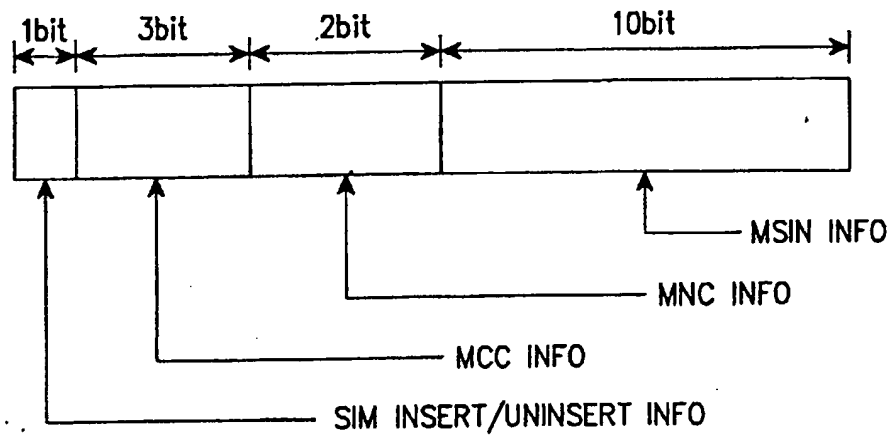 1bit 3bit 2bit 10bit
MSIN INFO
MNC INFO
MCC INFO
SIM INSERT/UNINSERT INFO